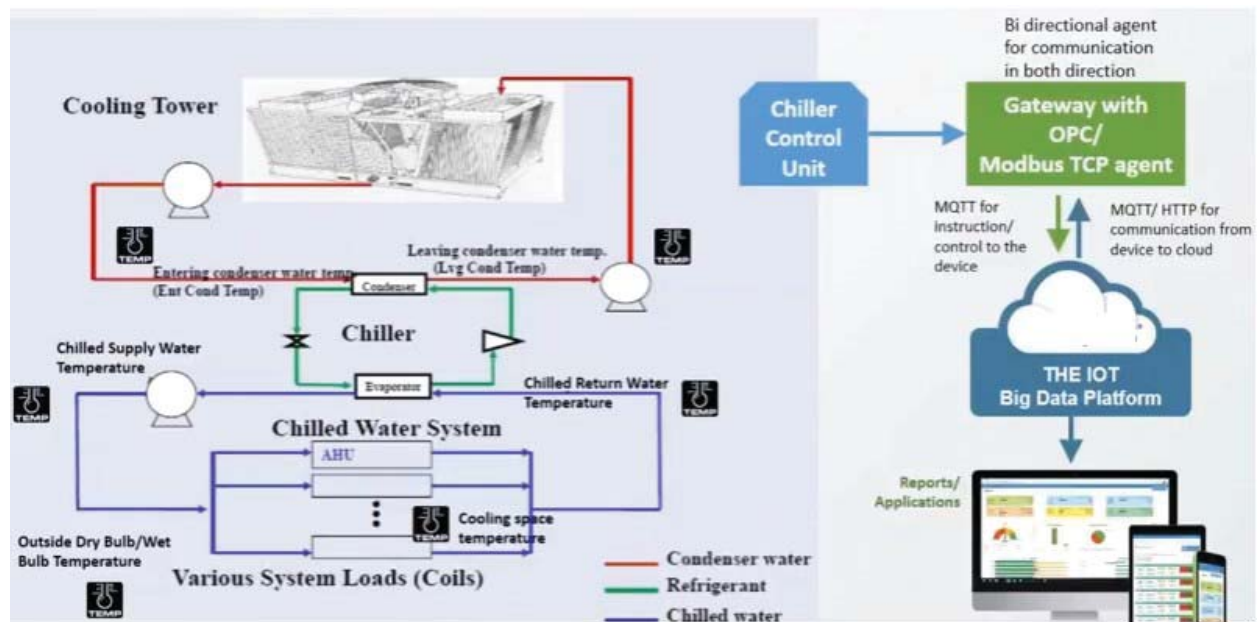 Cooling Tower
TEMP
Entering condenser water temp.
(Ent Cond Temp)
Leaving condenser water temp.
(Lvg Cond Temp)
TEMP
Condenser
Chiller
Evaporator
Chilled Supply Water
Temperature
TEMP
Chilled Return Water
Temperature
TEMP
Chilled Water System
AHU
TEMP
Cooling space
temperature
Outside Dry Bulb/Wet
Bulb Temperature
TEMP
Various System Loads (Coils)
Condenser water
Refrigerant
Chilled water
Bi directional agent
for communication
in both direction
Chiller
Control
Unit
Gateway with
OPC/
Modbus TCP agent
MQTT for
instruction/
control to the
device
MQTT/ HTTP for
communication from
device to cloud
THE IOT
Big Data Platform
Reports/
Applications